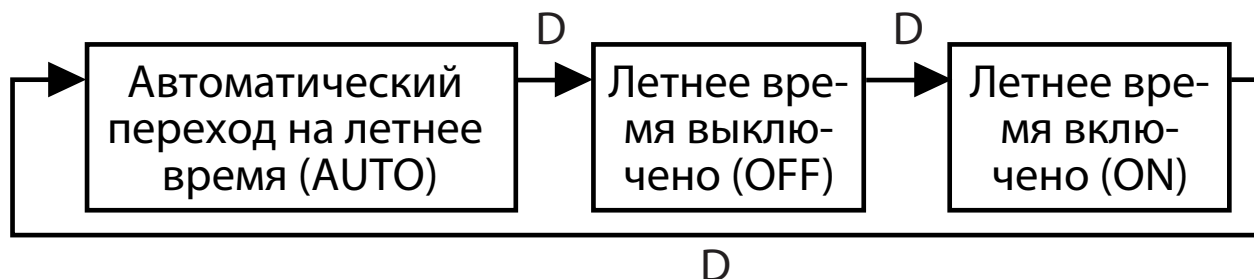 D
D
Автоматический
переход на летнее
время (AUTO)
Летнее вре-
мя выклю-
чено (OFF)
Летнее вре-
мя вклю-
чено (ON)
D